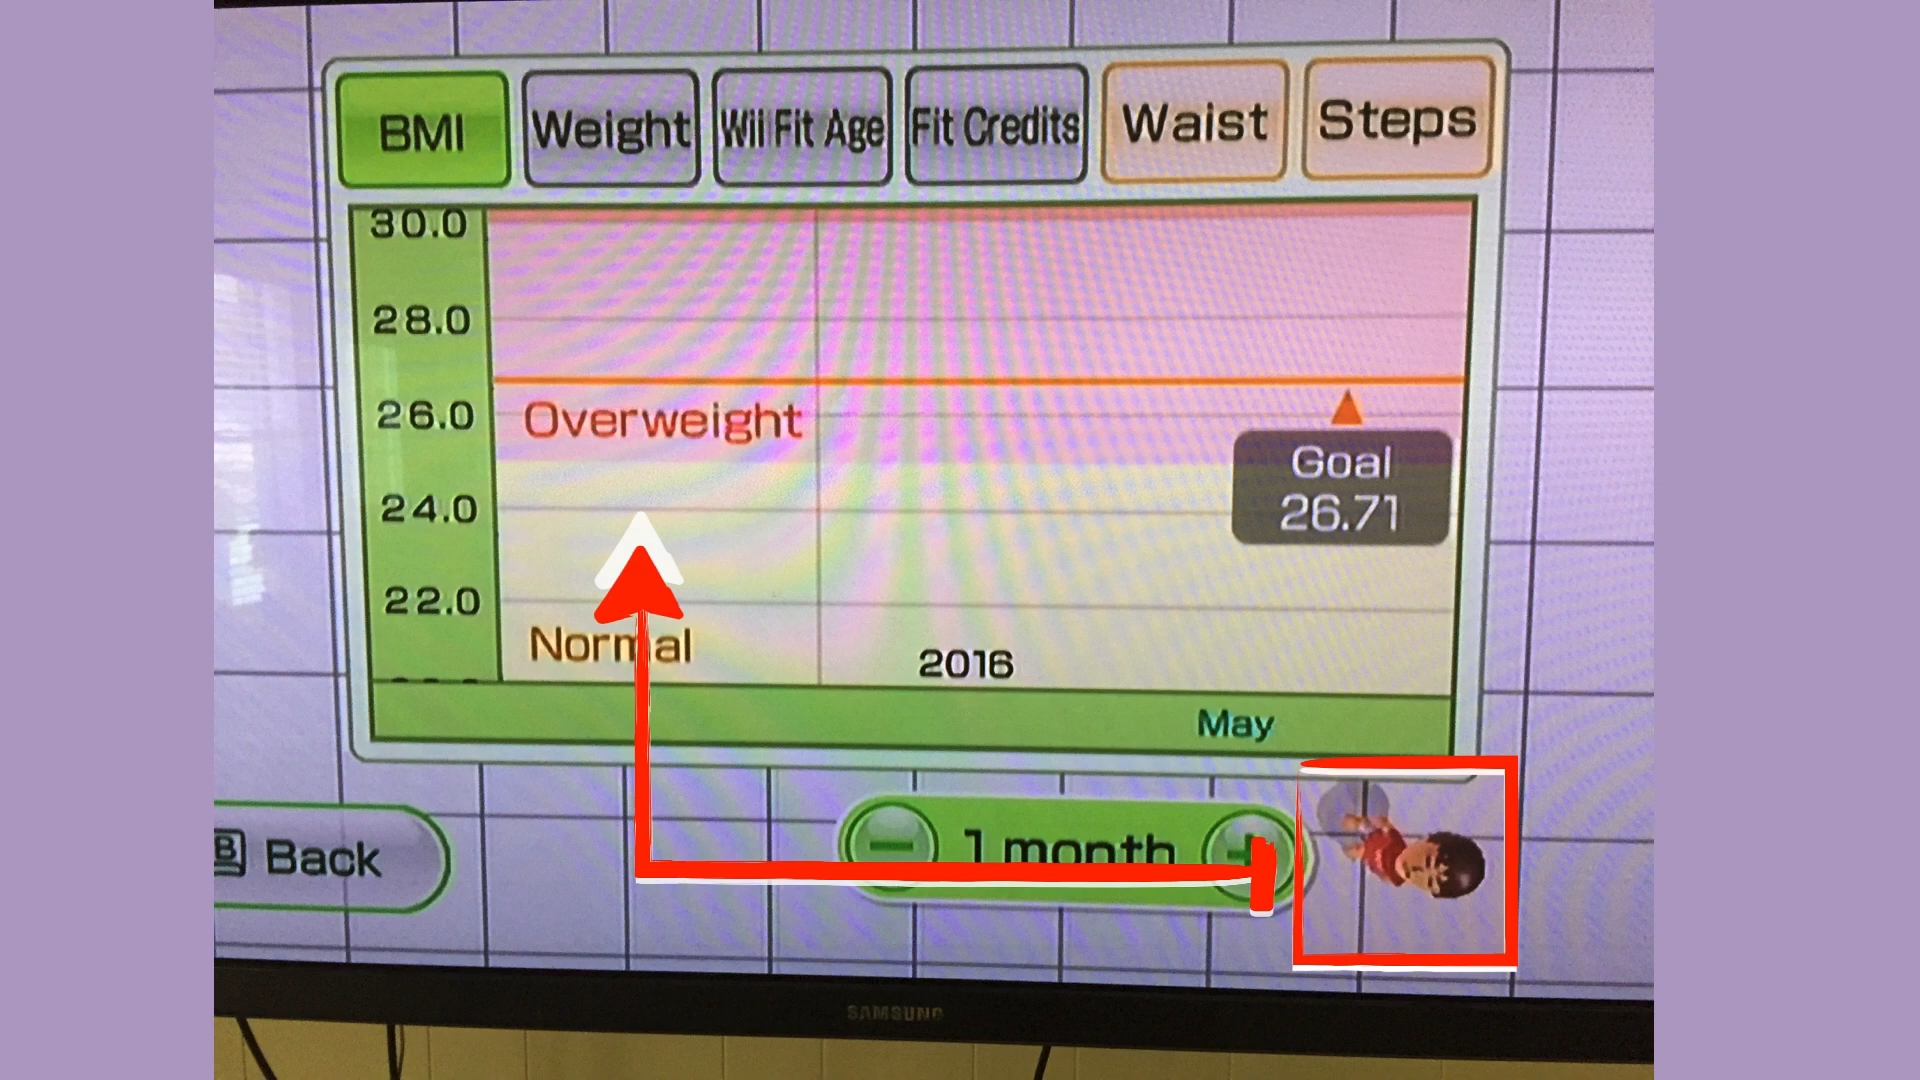 BMI Weight Wii Fit Age Fit Credits Waist Steps
30.0
28.0
26.0 Overweight
Goal
24.0 26.71
22.0
Normal
2016
May
B Back 1 month
SAMSUNG